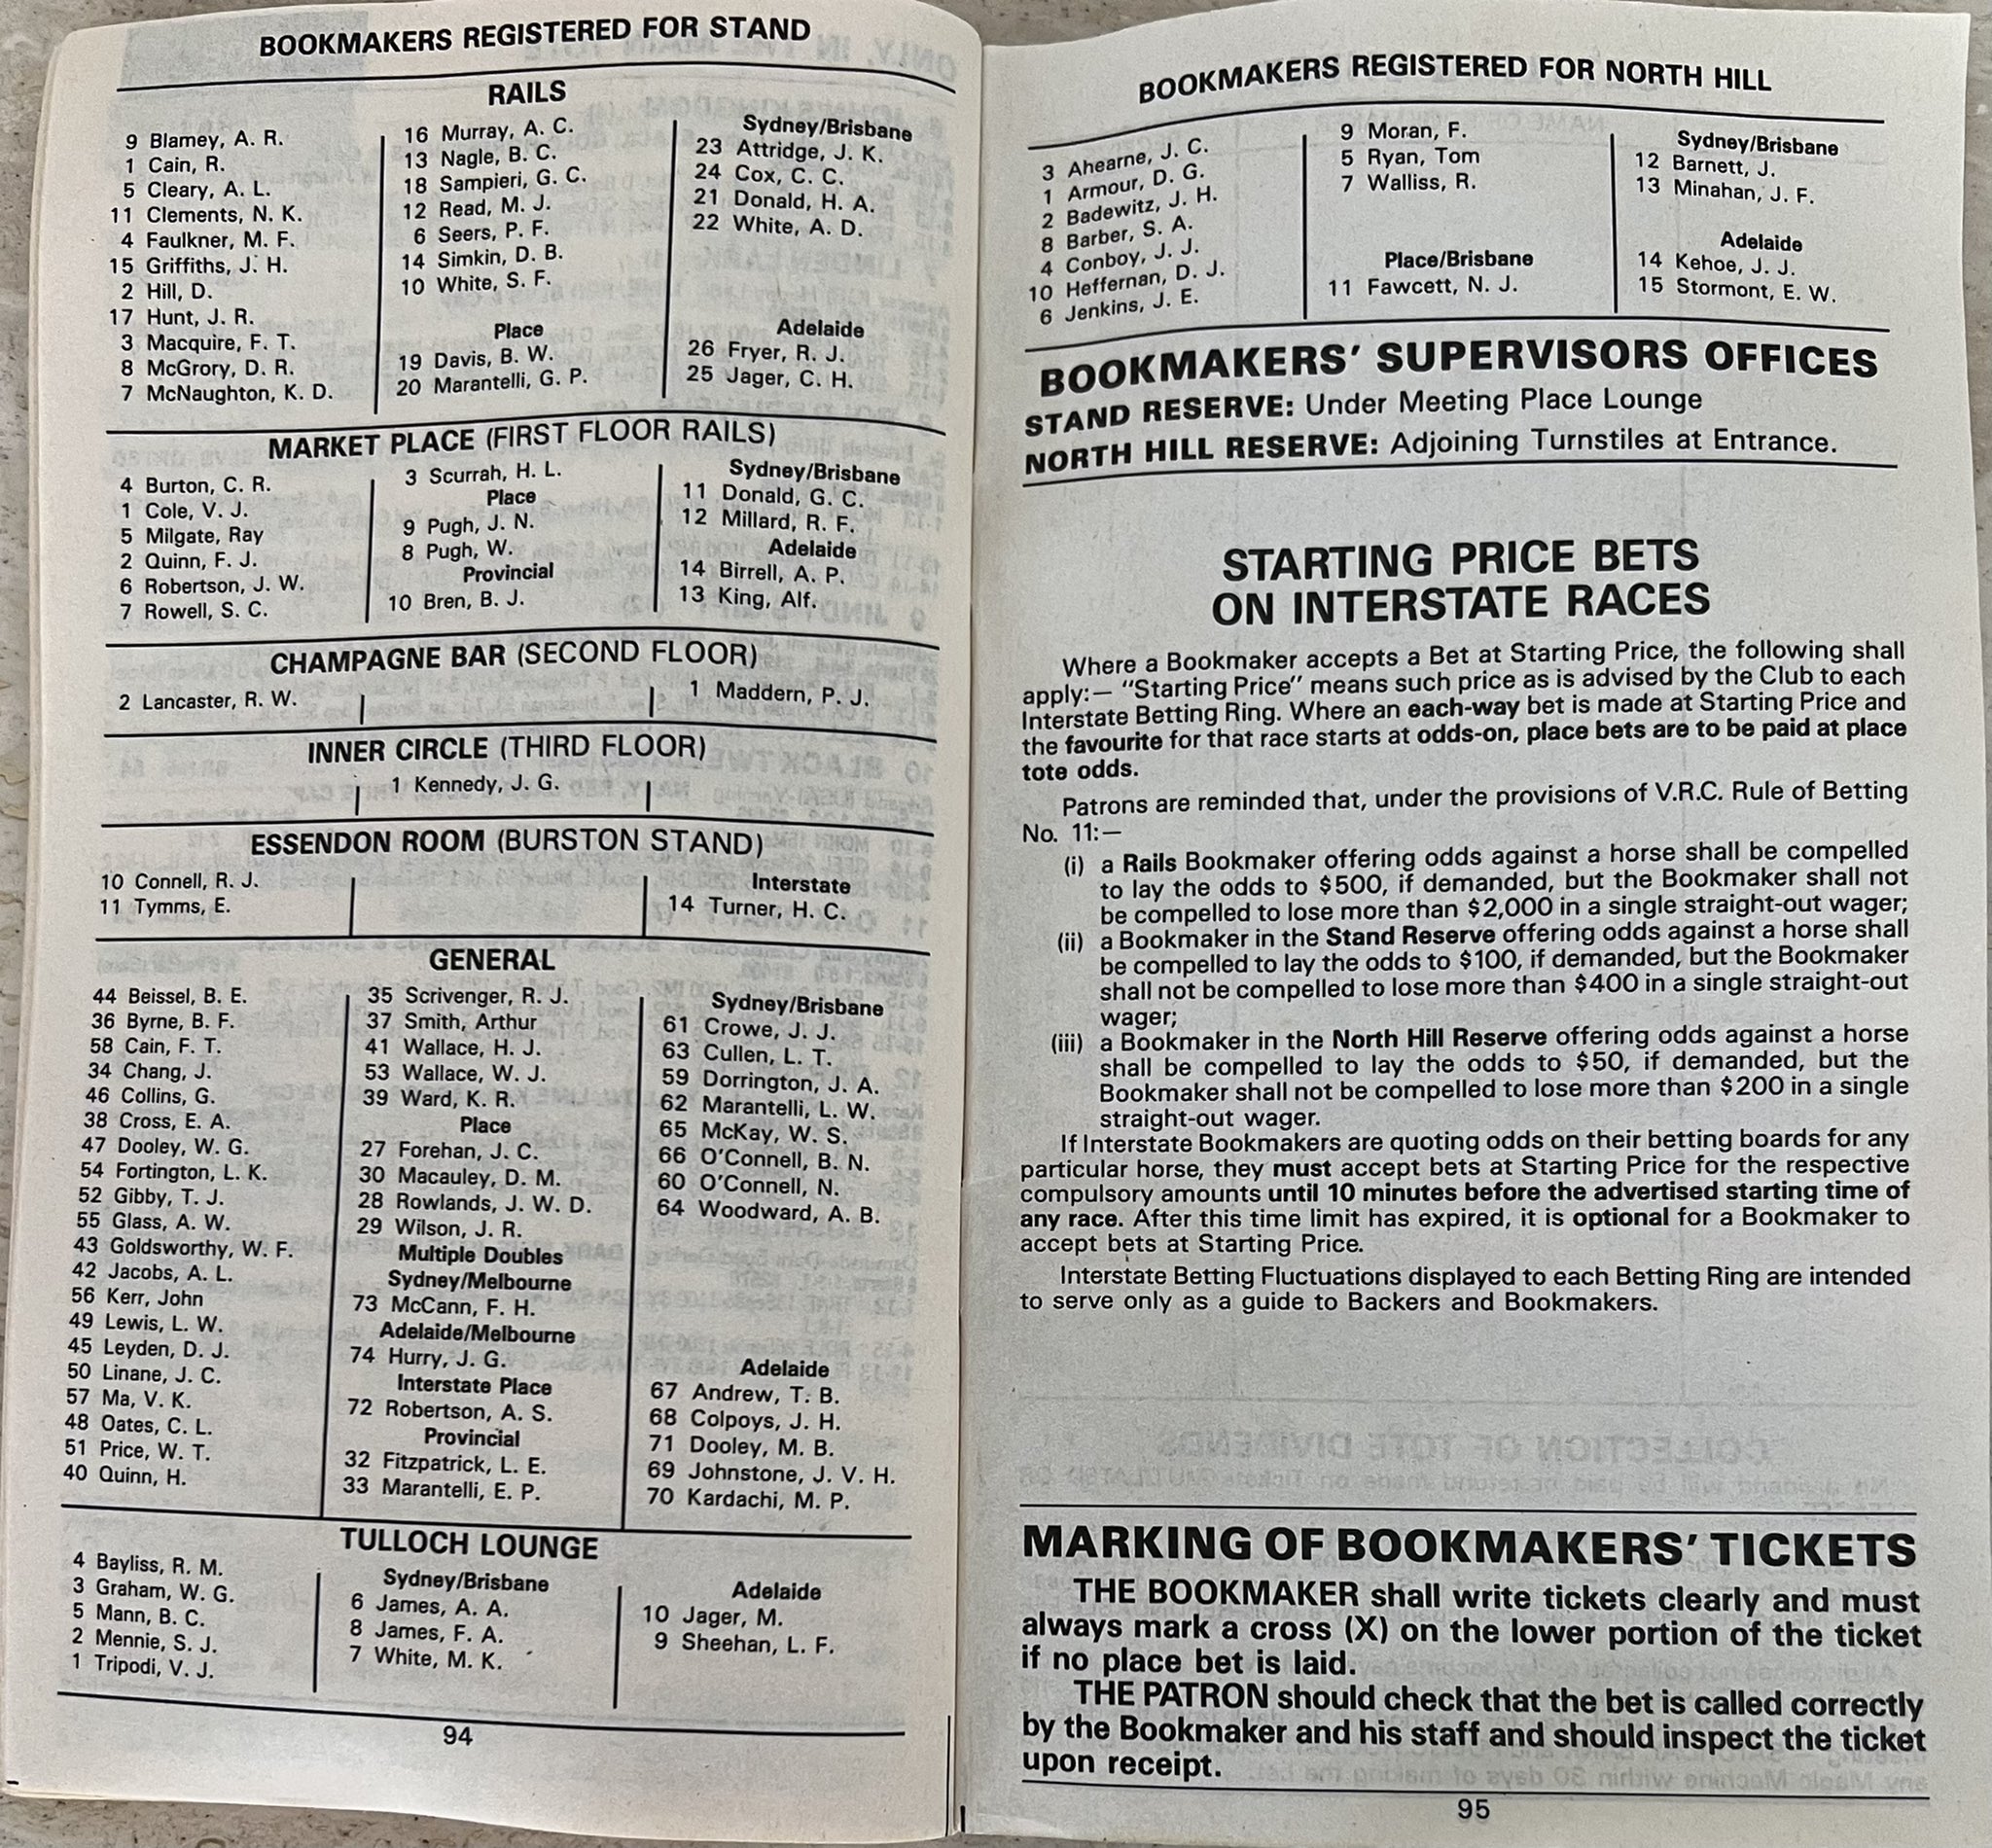 BOOKMAKERS REGISTERED FOR STAND
RAILS
9 Blamey, A. R.
1 Cain, R.
5 Cleary, A. L.
11 Clements, N. K.
4 Faulkner, M. F.
15 Griffiths, J. H.
2 Hill, D.
17 Hunt, J. R.
3 Macquire, F. T.
8 McGrory, D. R.
7 McNaughton, K. D.
16 Murray, A. C.
13 Nagle, B. C.
18 Sampieri, G. C.
12 Read, M. J.
6 Seers, P. F.
14 Simkin, D. B.
10 White, S. F.
Place
19 Davis, B. W.
20 Marantelli, G. P.
Sydney/Brisbane
23 Attridge, J. K.
24 Cox, C. C.
21 Donald, H. A.
22 White, A. D.
Adelaide
26 Fryer, R. J.
25 Jager, C. H.
MARKET PLACE (FIRST FLOOR RAILS)
4 Burton, C. R.
1 Cole, V. J.
5 Milgate, Ray
2 Quinn, F. J.
6 Robertson, J. W.
7 Rowell, S. C.
3 Scurrah, H. L.
Place
9 Pugh, J. N.
8 Pugh, W.
Provincial
10 Bren, B. J.
Sydney/Brisbane
11 Donald, G. C.
12 Millard, R. F.
Adelaide
14 Birrell, A. P.
13 King, Alf.
CHAMPAGNE BAR (SECOND FLOOR)
2 Lancaster, R. W.
1 Maddern, P. J.
INNER CIRCLE (THIRD FLOOR)
1 Kennedy, J. G.
ESSENDON ROOM (BURSTON STAND)
10 Connell, R. J.
11 Tymms, E.
Interstate
14 Turner, H. C.
GENERAL
44 Beissel, B. E.
36 Byrne, B. F.
58 Cain, F. T.
34 Chang, J.
46 Collins, G.
38 Cross, E. A.
47 Dooley, W. G.
54 Fortington, L. K.
52 Gibby, T. J.
55 Glass, A. W.
43 Goldsworthy, W. F.
42 Jacobs, A. L.
56 Kerr, John
49 Lewis, L. W.
45 Leyden, D. J.
50 Linane, J. C.
57 Ma, V. K.
48 Oates, C. L.
51 Price, W. T.
40 Quinn, H.
35 Scrivenger, R. J.
37 Smith, Arthur
41 Wallace, H. J.
53 Wallace, W. J.
39 Ward, K. R.
Place
27 Forehan, J. C.
30 Macauley, D. M.
28 Rowlands, J. W. D.
29 Wilson, J. R.
Multiple Doubles
Sydney/Melbourne
73 McCann, F. H.
Adelaide/Melbourne
74 Hurry, J. G.
Interstate Place
72 Robertson, A. S.
Provincial
32 Fitzpatrick, L. E.
33 Marantelli, E. P.
Sydney/Brisbane
61 Crowe, J. J.
63 Cullen, L. T.
59 Dorrington, J. A.
62 Marantelli, L. W.
65 McKay, W. S.
66 O'Connell, B. N.
60 O'Connell, N.
64 Woodward, A. B.
Adelaide
67 Andrew, T. B.
68 Colpoys, J. H.
71 Dooley, M. B.
69 Johnstone, J. V. H.
70 Kardachi, M. P.
TULLOCH LOUNGE
4 Bayliss, R. M.
3 Graham, W. G.
5 Mann, B. C.
2 Mennie, S. J.
1 Tripodi, V. J.
Sydney/Brisbane
6 James, A. A.
8 James, F. A.
7 White, M. K.
Adelaide
10 Jager, M.
9 Sheehan, L. F.
94
BOOKMAKERS REGISTERED FOR NORTH HILL
3 Ahearne, J. C.
1 Armour, D. G.
2 Badewitz, J. H.
8 Barber, S. A.
4 Conboy, J. J.
10 Heffernan, D. J.
6 Jenkins, J. E.
9 Moran, F.
5 Ryan, Tom
7 Walliss, R.
Place/Brisbane
11 Fawcett, N. J.
Sydney/Brisbane
12 Barnett, J.
13 Minahan, J. F.
Adelaide
14 Kehoe, J. J.
15 Stormont, E. W.
BOOKMAKERS' SUPERVISORS OFFICES
STAND RESERVE: Under Meeting Place Lounge
NORTH HILL RESERVE: Adjoining Turnstiles at Entrance.
STARTING PRICE BETS
ON INTERSTATE RACES
Where a Bookmaker accepts a Bet at Starting Price, the following shall
apply:— "Starting Price" means such price as is advised by the Club to each
Interstate Betting Ring. Where an each-way bet is made at Starting Price and
the favourite for that race starts at odds-on, place bets are to be paid at place
tote odds.
Patrons are reminded that, under the provisions of V.R.C. Rule of Betting
No. 11:—
(i) a Rails Bookmaker offering odds against a horse shall be compelled
to lay the odds to $500, if demanded, but the Bookmaker shall not
be compelled to lose more than $2,000 in a single straight-out wager;
(ii) a Bookmaker in the Stand Reserve offering odds against a horse shall
be compelled to lay the odds to $100, if demanded, but the Bookmaker
shall not be compelled to lose more than $400 in a single straight-out
wager;
(iii) a Bookmaker in the North Hill Reserve offering odds against a horse
shall be compelled to lay the odds to $50, if demanded, but the
Bookmaker shall not be compelled to lose more than $200 in a single
straight-out wager.
If Interstate Bookmakers are quoting odds on their betting boards for any
particular horse, they must accept bets at Starting Price for the respective
compulsory amounts until 10 minutes before the advertised starting time of
any race. After this time limit has expired, it is optional for a Bookmaker to
accept bets at Starting Price.
Interstate Betting Fluctuations displayed to each Betting Ring are intended
to serve only as a guide to Backers and Bookmakers.
MARKING OF BOOKMAKERS' TICKETS
THE BOOKMAKER shall write tickets clearly and must
always mark a cross (X) on the lower portion of the ticket
if no place bet is laid.
THE PATRON should check that the bet is called correctly
by the Bookmaker and his staff and should inspect the ticket
upon receipt.
95